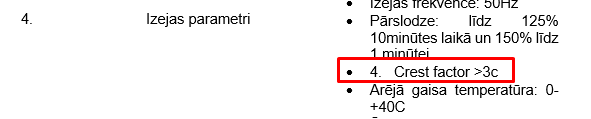 Izejas frekvence: 50Hz
4. Izejas parametri
Pārslodze: līdz 125%
10minūtes laikā un 150% līdz
1 minūtei
4. Crest factor >3c
Arējā gaisa temperatūra: 0-
+40C